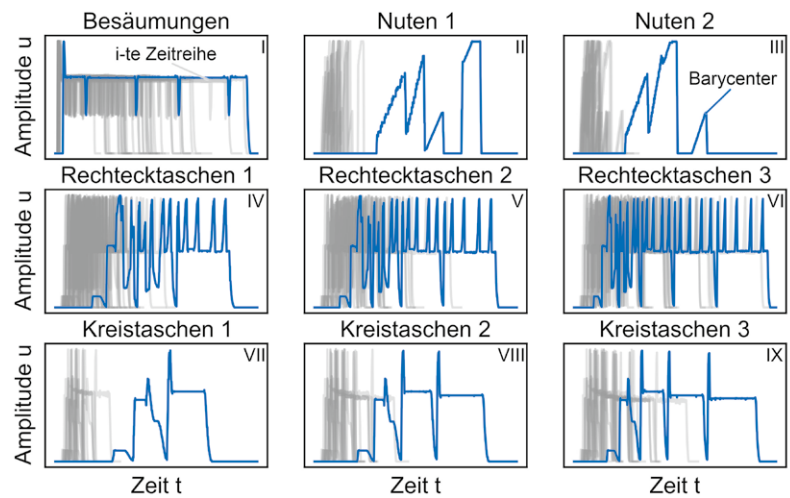 Besäumungen
Nuten 1
Nuten 2
Amplitude u
i-te Zeitreihe
I
II
III
Barycenter
Rechtecktaschen 1
Rechtecktaschen 2
Rechtecktaschen 3
Amplitude u
IV
V
VI
Kreistaschen 1
Kreistaschen 2
Kreistaschen 3
Amplitude u
VII
VIII
IX
Zeit t
Zeit t
Zeit t